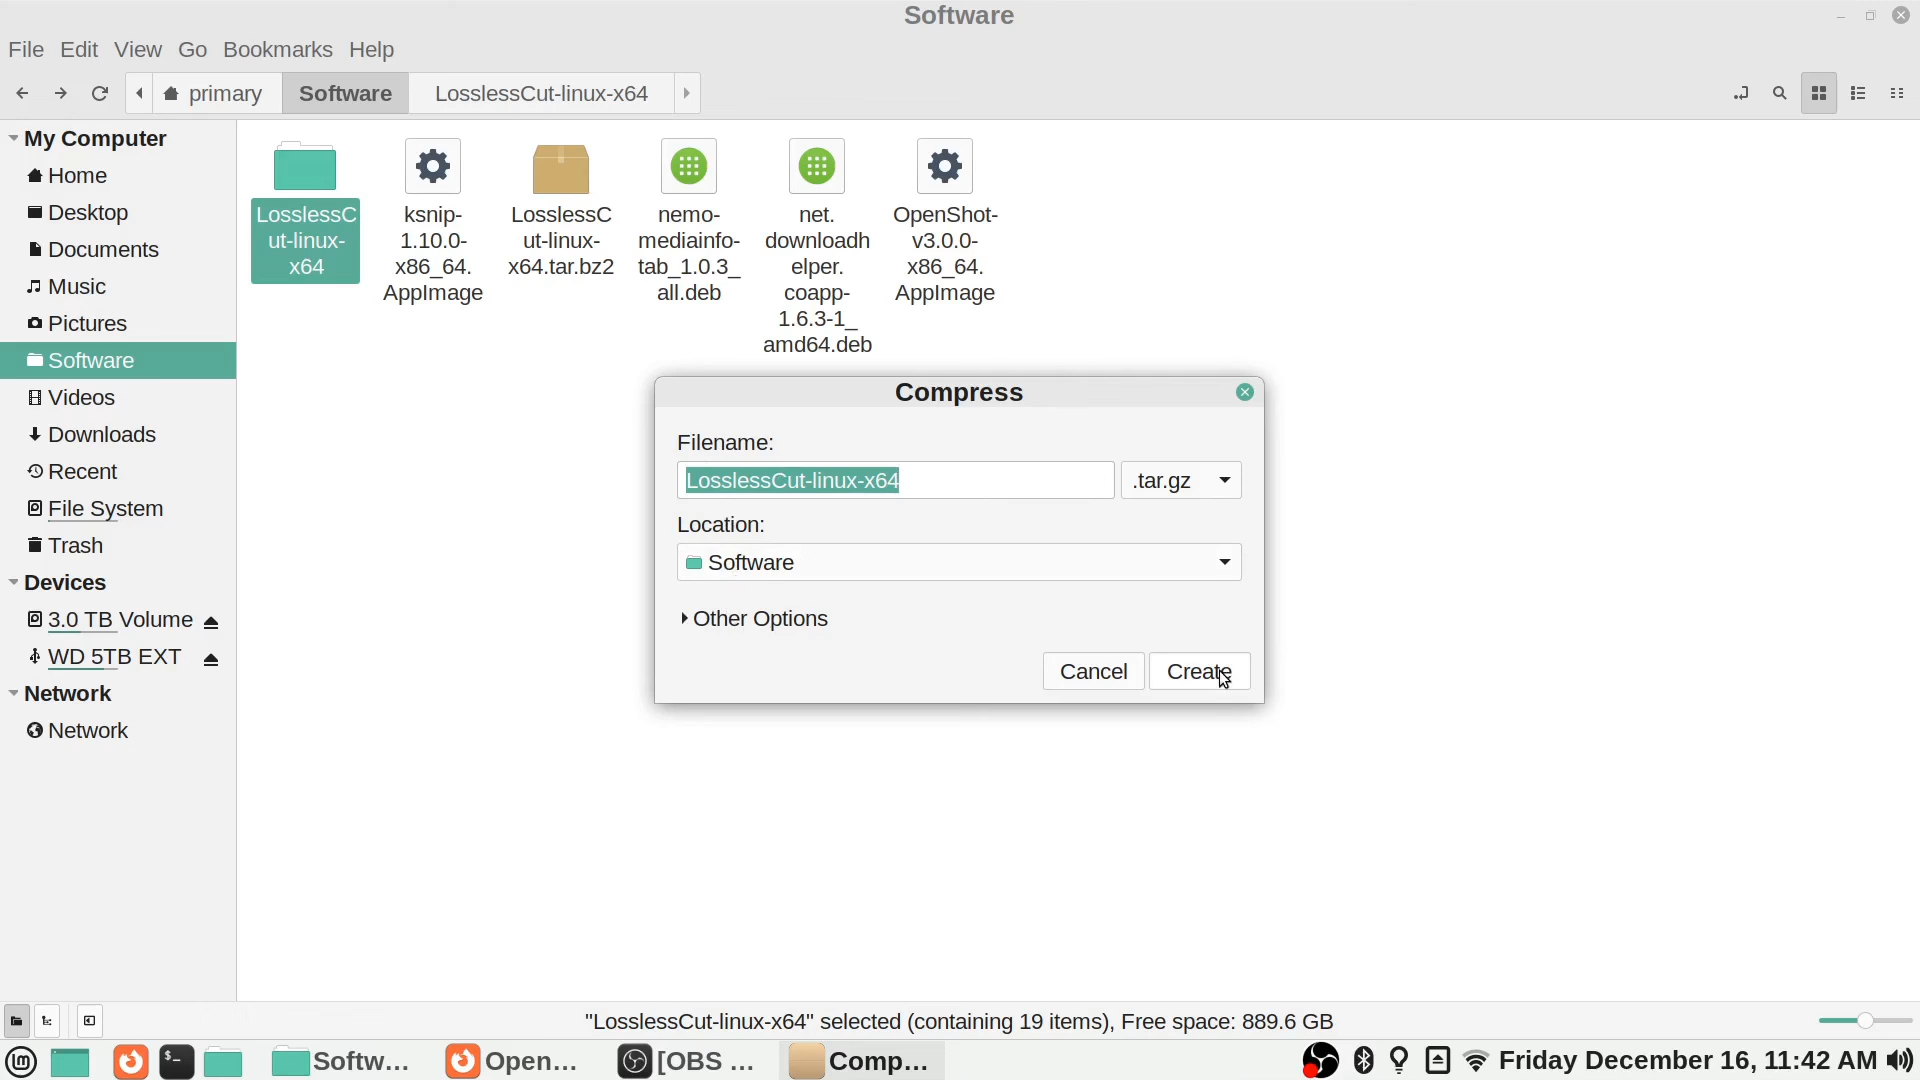 Software
File Edit View Go Bookmarks Help
primary Software LosslessCut-linux-x64
My Computer
Home
Desktop
Documents
Music
Pictures
Software
Videos
Downloads
Recent
File System
Trash
Devices
3.0 TB Volume
WD 5TB EXT
Network
Network
LosslessC
ut-linux-
x64
ksnip-
1.10.0-
x86_64.
AppImage
LosslessC
ut-linux-
x64.tar.bz2
nemo-
mediainfo-
tab_1.0.3_
all.deb
net.
downloadh
elper.
coapp-
1.6.3-1_
amd64.deb
OpenShot-
v3.0.0-
x86_64.
AppImage
Compress
Filename:
LosslessCut-linux-x64 .tar.gz
Location:
Software
Other Options
Cancel Create
"LosslessCut-linux-x64" selected (containing 19 items), Free space: 889.6 GB
$_ Softw... Open... [OBS ... Comp... Friday December 16, 11:42 AM